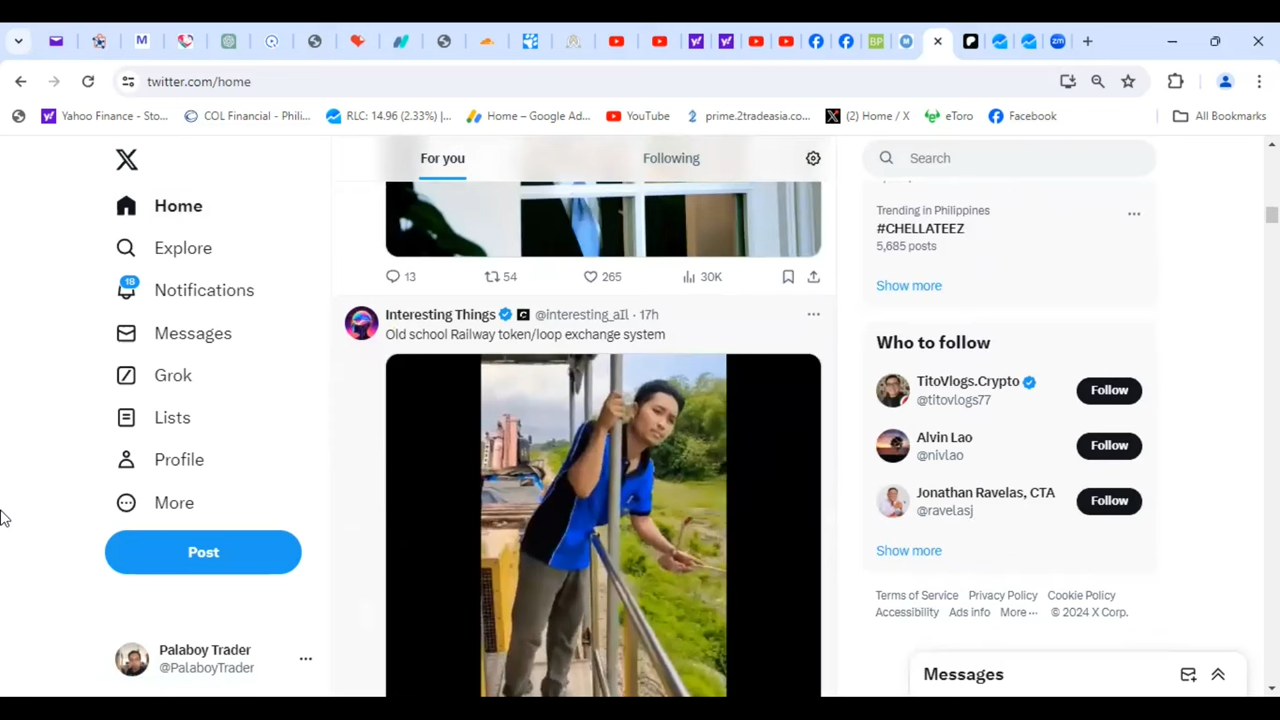 twitter.com/home
Yahoo Finance - Sto...
COL Financial - Phili...
RLC: 14.96 (2.33%) |...
Home – Google Ad...
YouTube
prime.2tradeasia.co...
(2) Home / X
eToro
Facebook
All Bookmarks
Home
Explore
18
Notifications
Messages
Grok
Lists
Profile
More
Post
Palaboy Trader
@PalaboyTrader
For you
Following
13
54
265
30K
Interesting Things @interesting_aIl · 17h
Old school Railway token/loop exchange system
Search
Trending in Philippines
#CHELLATEEZ
5,685 posts
Show more
Who to follow
TitoVlogs.Crypto
@titovlogs77
Follow
Alvin Lao
@nivlao
Follow
Jonathan Ravelas, CTA
@ravelasj
Follow
Show more
Terms of Service Privacy Policy Cookie Policy
Accessibility Ads info More ··· © 2024 X Corp.
Messages